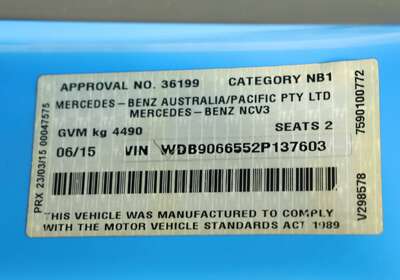 APPROVAL NO. 36199 CATEGORY NB1
MERCEDES-BENZ AUSTRALIA/PACIFIC PTY LTD
MERCEDES-BENZ NCV3
GVM kg 4490 SEATS 2
06/15 VIN WDB9066552P137603
THIS VEHICLE WAS MANUFACTURED TO COMPLY
WITH THE MOTOR VEHICLE STANDARDS ACT 1989
PRX 23/03/15 00047575
7590100772
V298578